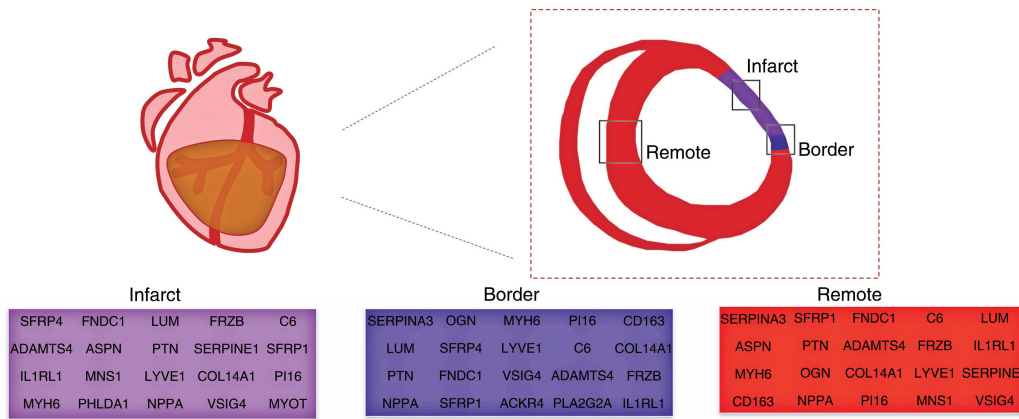 Infarct
Remote
Border
Infarct
SFRP4 FNDC1 LUM FRZB C6
ADAMTS4 ASPN PTN SERPINE1 SFRP1
IL1RL1 MNS1 LYVE1 COL14A1 PI16
MYH6 PHLDA1 NPPA VSIG4 MYOT
Border
SERPINA3 OGN MYH6 PI16 CD163
LUM SFRP4 LYVE1 C6 COL14A1
PTN FNDC1 VSIG4 ADAMTS4 FRZB
NPPA SFRP1 ACKR4 PLA2G2A IL1RL1
Remote
SERPINA3 SFRP1 FNDC1 C6 LUM
ASPN PTN ADAMTS4 FRZB IL1RL1
MYH6 OGN COL14A1 LYVE1 SERPINE
CD163 NPPA PI16 MNS1 VSIG4